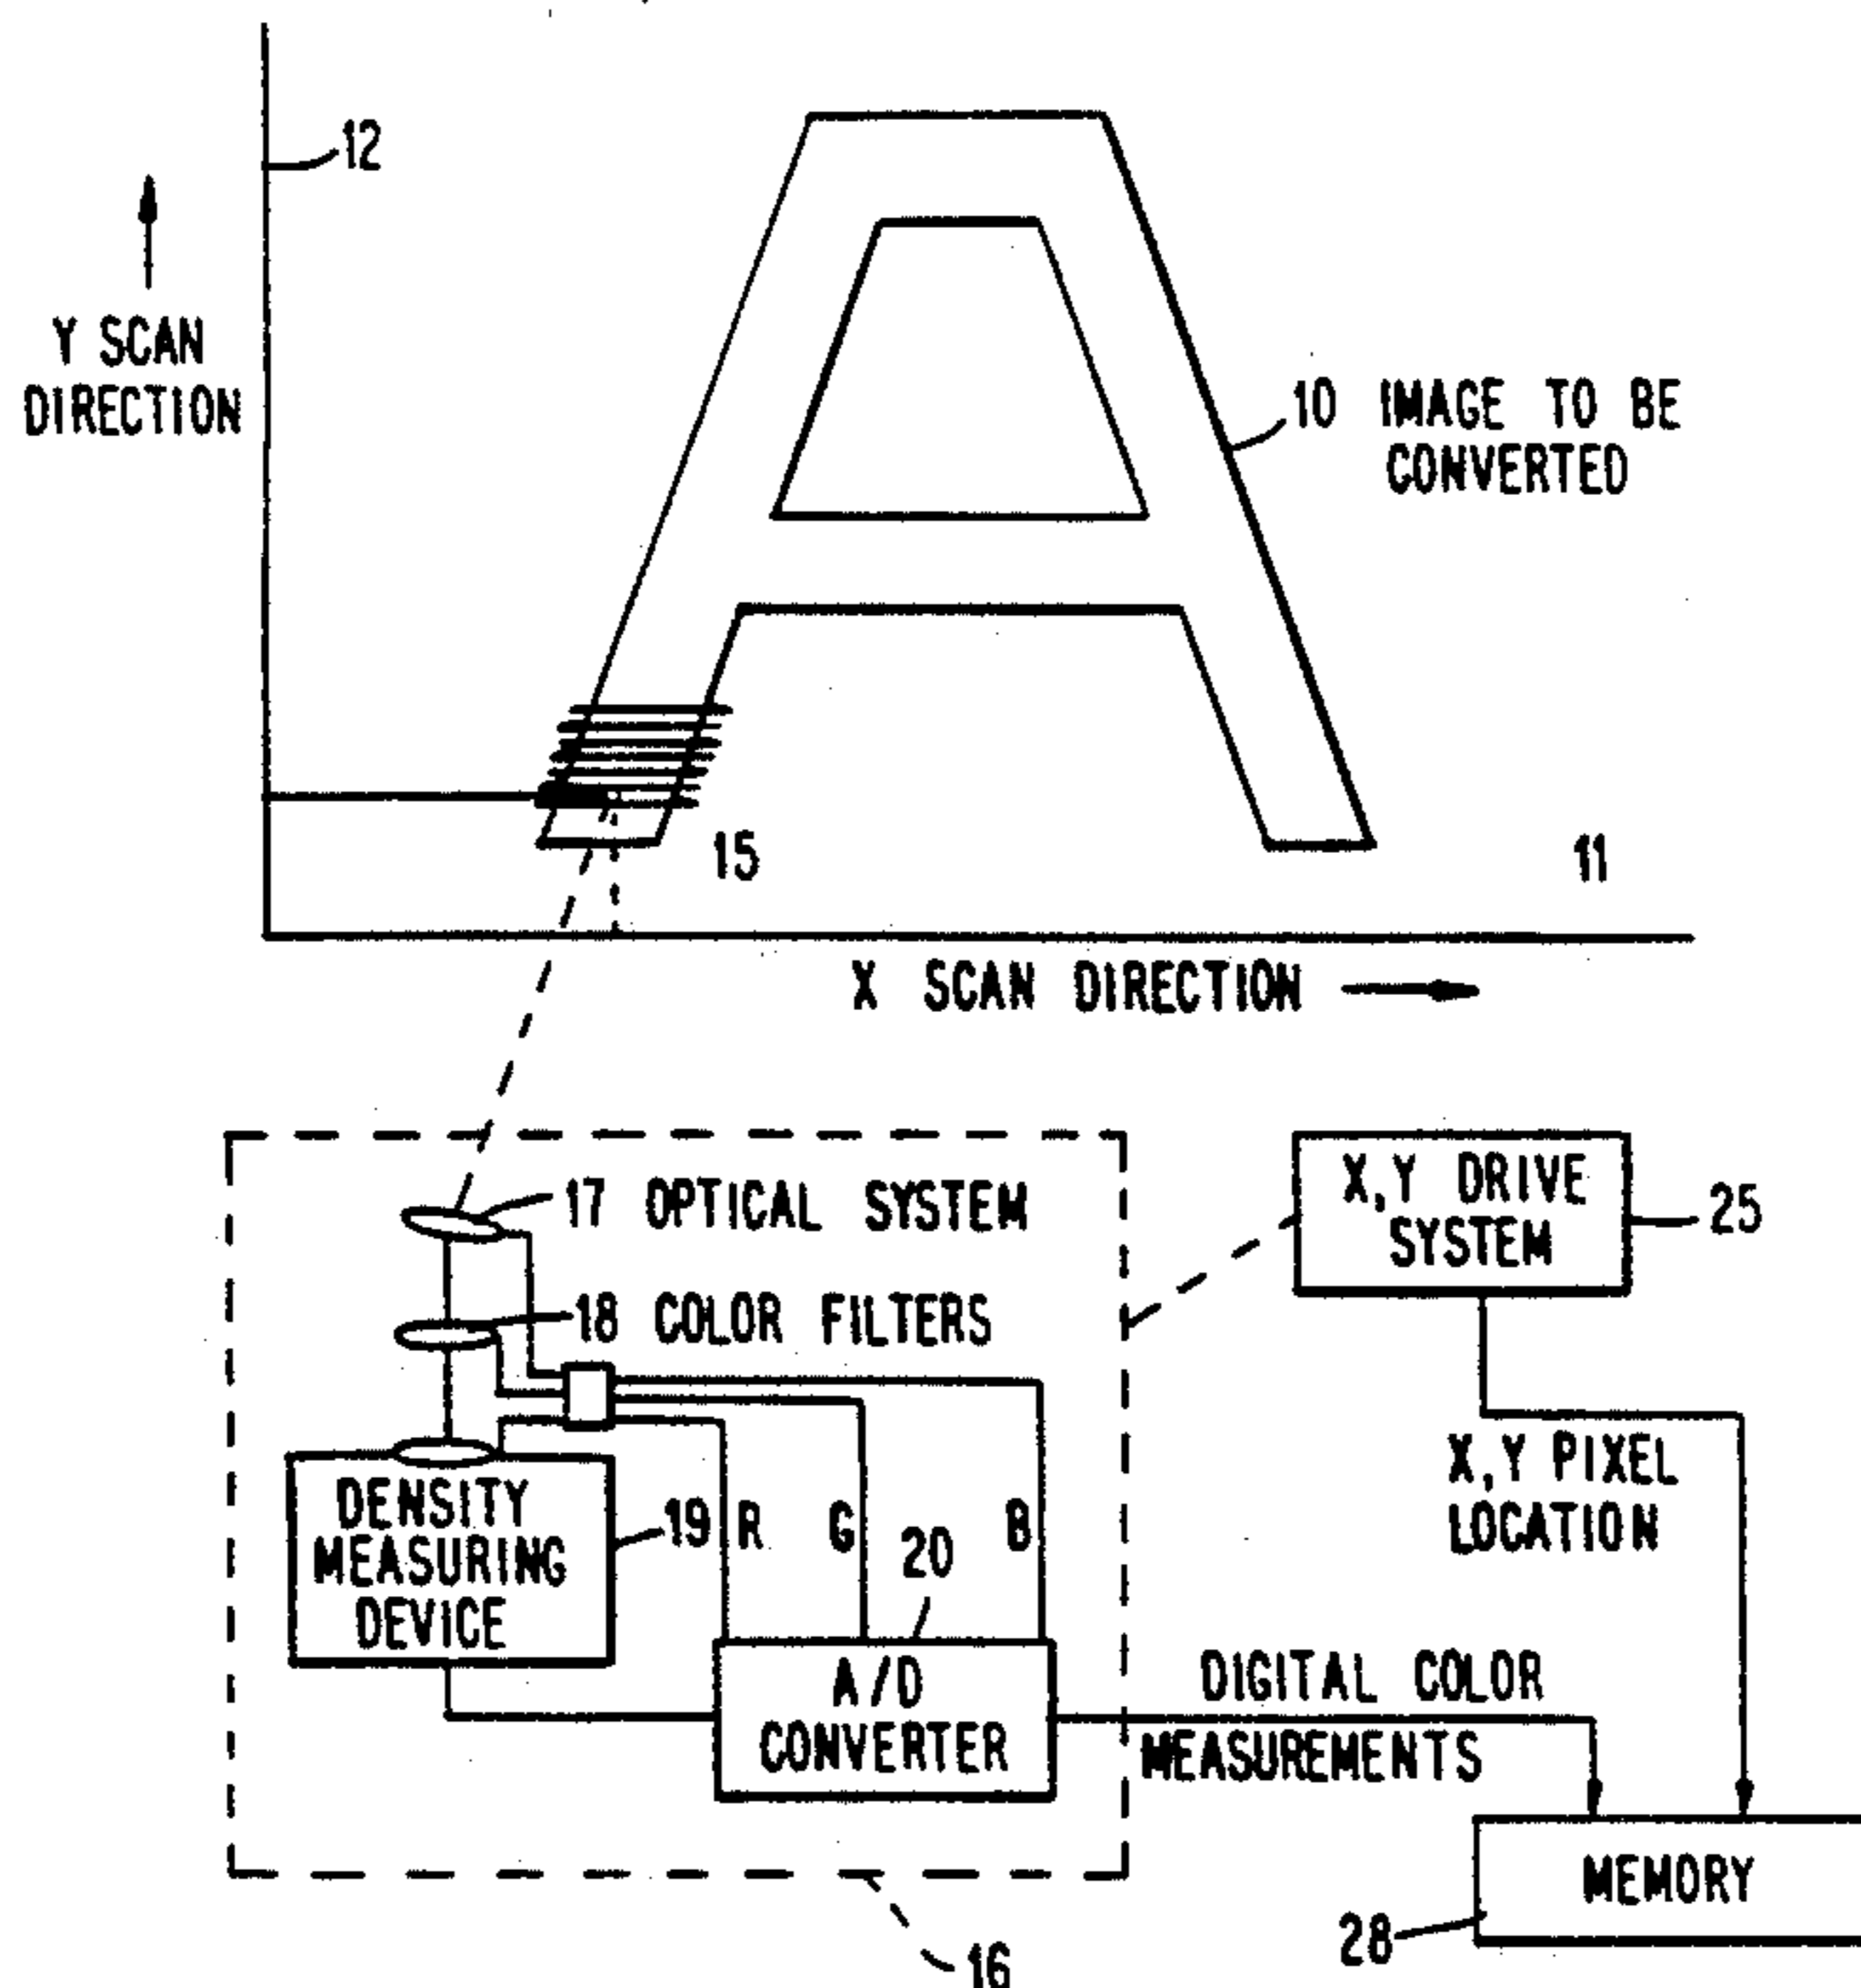 12
Y SCAN
DIRECTION
10 IMAGE TO BE
CONVERTED
15
11
X SCAN DIRECTION
17 OPTICAL SYSTEM
X,Y DRIVE
SYSTEM
25
18 COLOR FILTERS
X,Y PIXEL
LOCATION
DENSITY
MEASURING
DEVICE
19
R
G
B
20
A/D
CONVERTER
DIGITAL COLOR
MEASUREMENTS
MEMORY
28
16